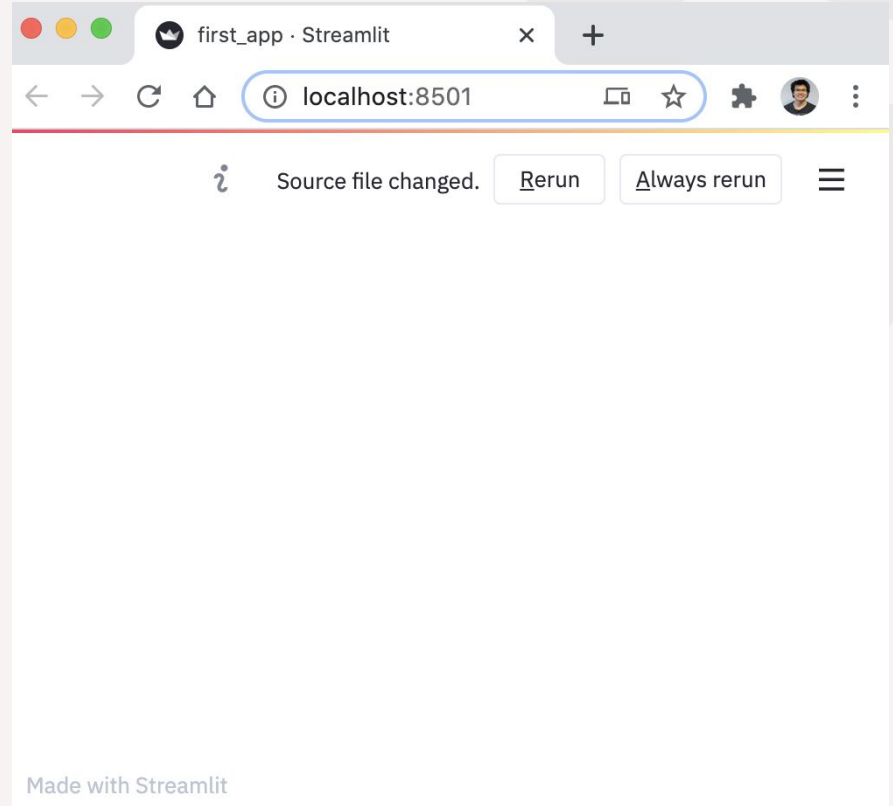 first_app · Streamlit
localhost:8501
Source file changed. Rerun Always rerun
Made with Streamlit